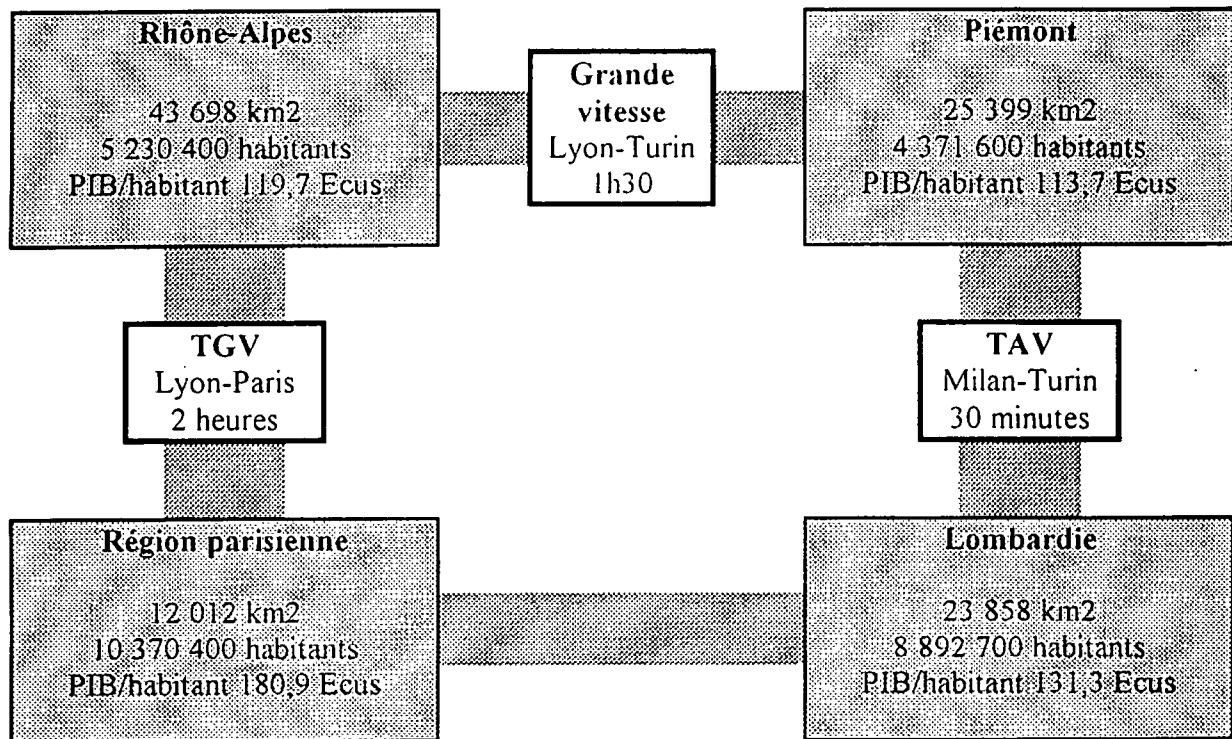 Rhône-Alpes
43 698 km2
5 230 400 habitants
PIB/habitant 119,7 Ecus
Grande
vitesse
Lyon-Turin
1h30
Piémont
25 399 km2
4 371 600 habitants
PIB/habitant 113,7 Ecus
TGV
Lyon-Paris
2 heures
TAV
Milan-Turin
30 minutes
Région parisienne
12 012 km2
10 370 400 habitants
PIB/habitant 180,9 Ecus
Lombardie
23 858 km2
8 892 700 habitants
PIB/habitant 131,3 Ecus